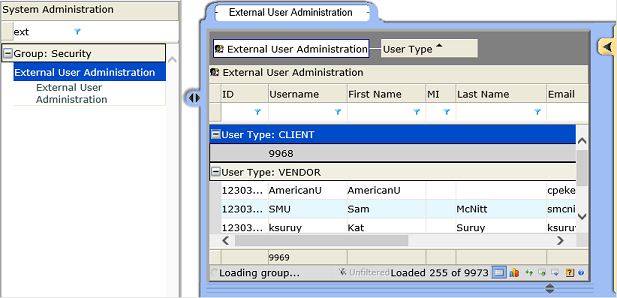 System Administration
ext
Group: Security
External User Administration
External User
Administration
External User Administration
External User Administration
User Type
External User Administration
ID Username First Name MI Last Name Email
User Type: CLIENT
9968
User Type: VENDOR
12303... AmericanU AmericanU cpeke
12303... SMU Sam McNitt smcni
12303... ksuruy Kat Suruy ksuruy
9969
Loading group... Unfiltered Loaded 255 of 9973